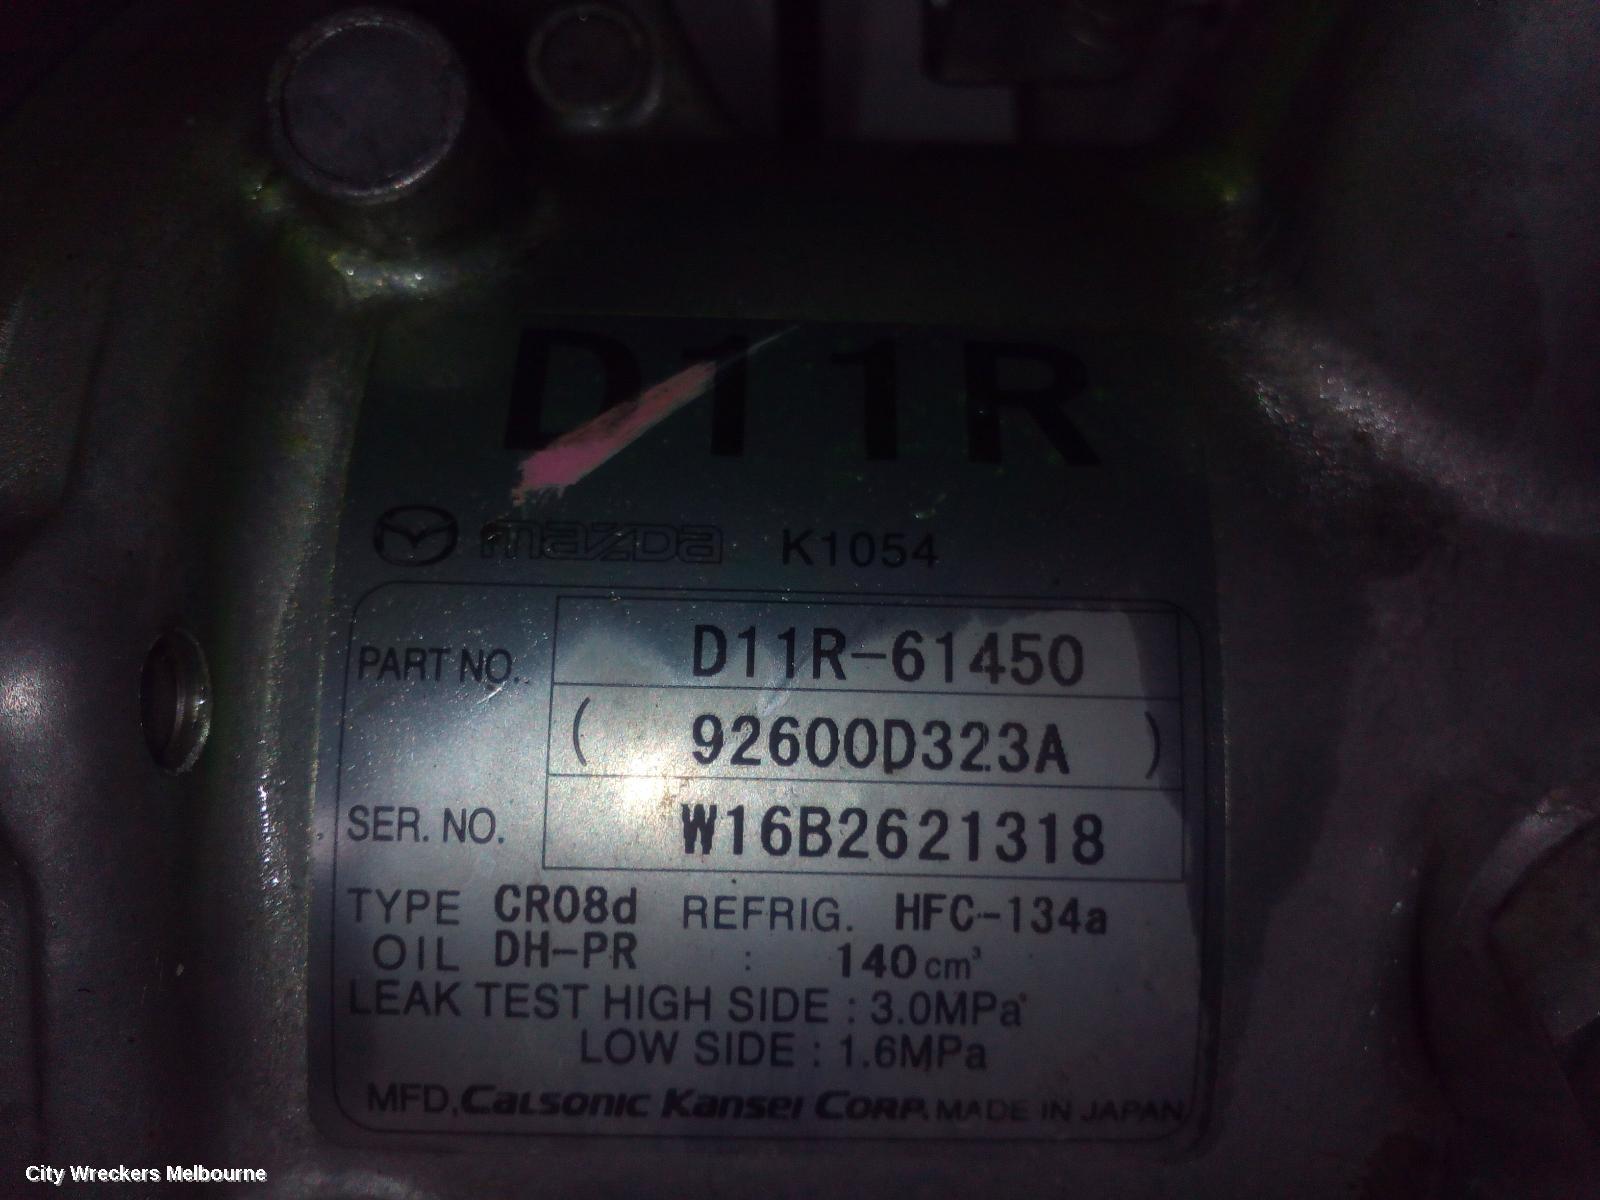 D11R
mazda K1054
PART NO. D11R-61450
( 92600D323A )
SER. NO. W16B2621318
TYPE CR08d REFRIG. HFC-134a
OIL DH-PR : 140cm³
LEAK TEST HIGH SIDE : 3.0MPa
LOW SIDE : 1.6MPa
MFD. CALSONIC KANSEI CORP. MADE IN JAPAN
City Wreckers Melbourne